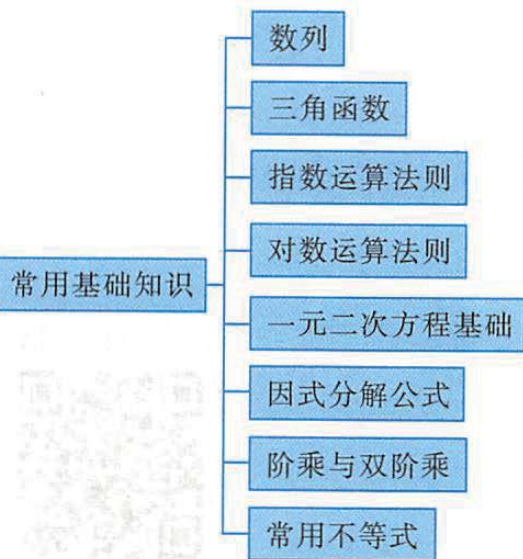 数列
三角函数
指数运算法则
对数运算法则
常用基础知识
一元二次方程基础
因式分解公式
阶乘与双阶乘
常用不等式